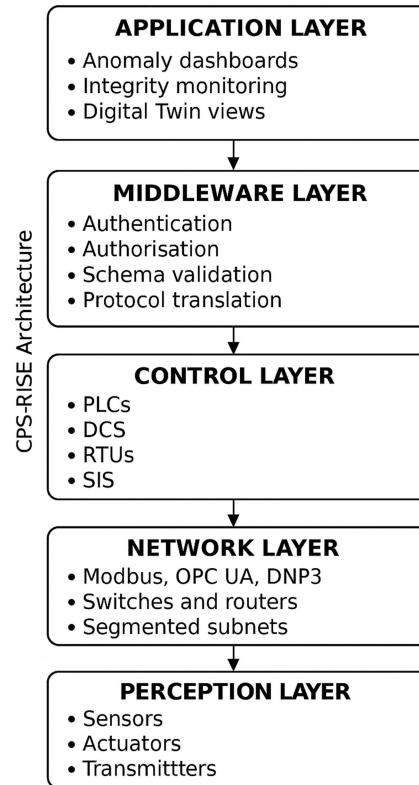 APPLICATION LAYER
• Anomaly dashboards
• Integrity monitoring
• Digital Twin views
MIDDLEWARE LAYER
• Authentication
• Authorisation
• Schema validation
• Protocol translation
CPS-RISE Architecture
CONTROL LAYER
• PLCs
• DCS
• RTUs
• SIS
NETWORK LAYER
• Modbus, OPC UA, DNP3
• Switches and routers
• Segmented subnets
PERCEPTION LAYER
• Sensors
• Actuators
• Transmittters